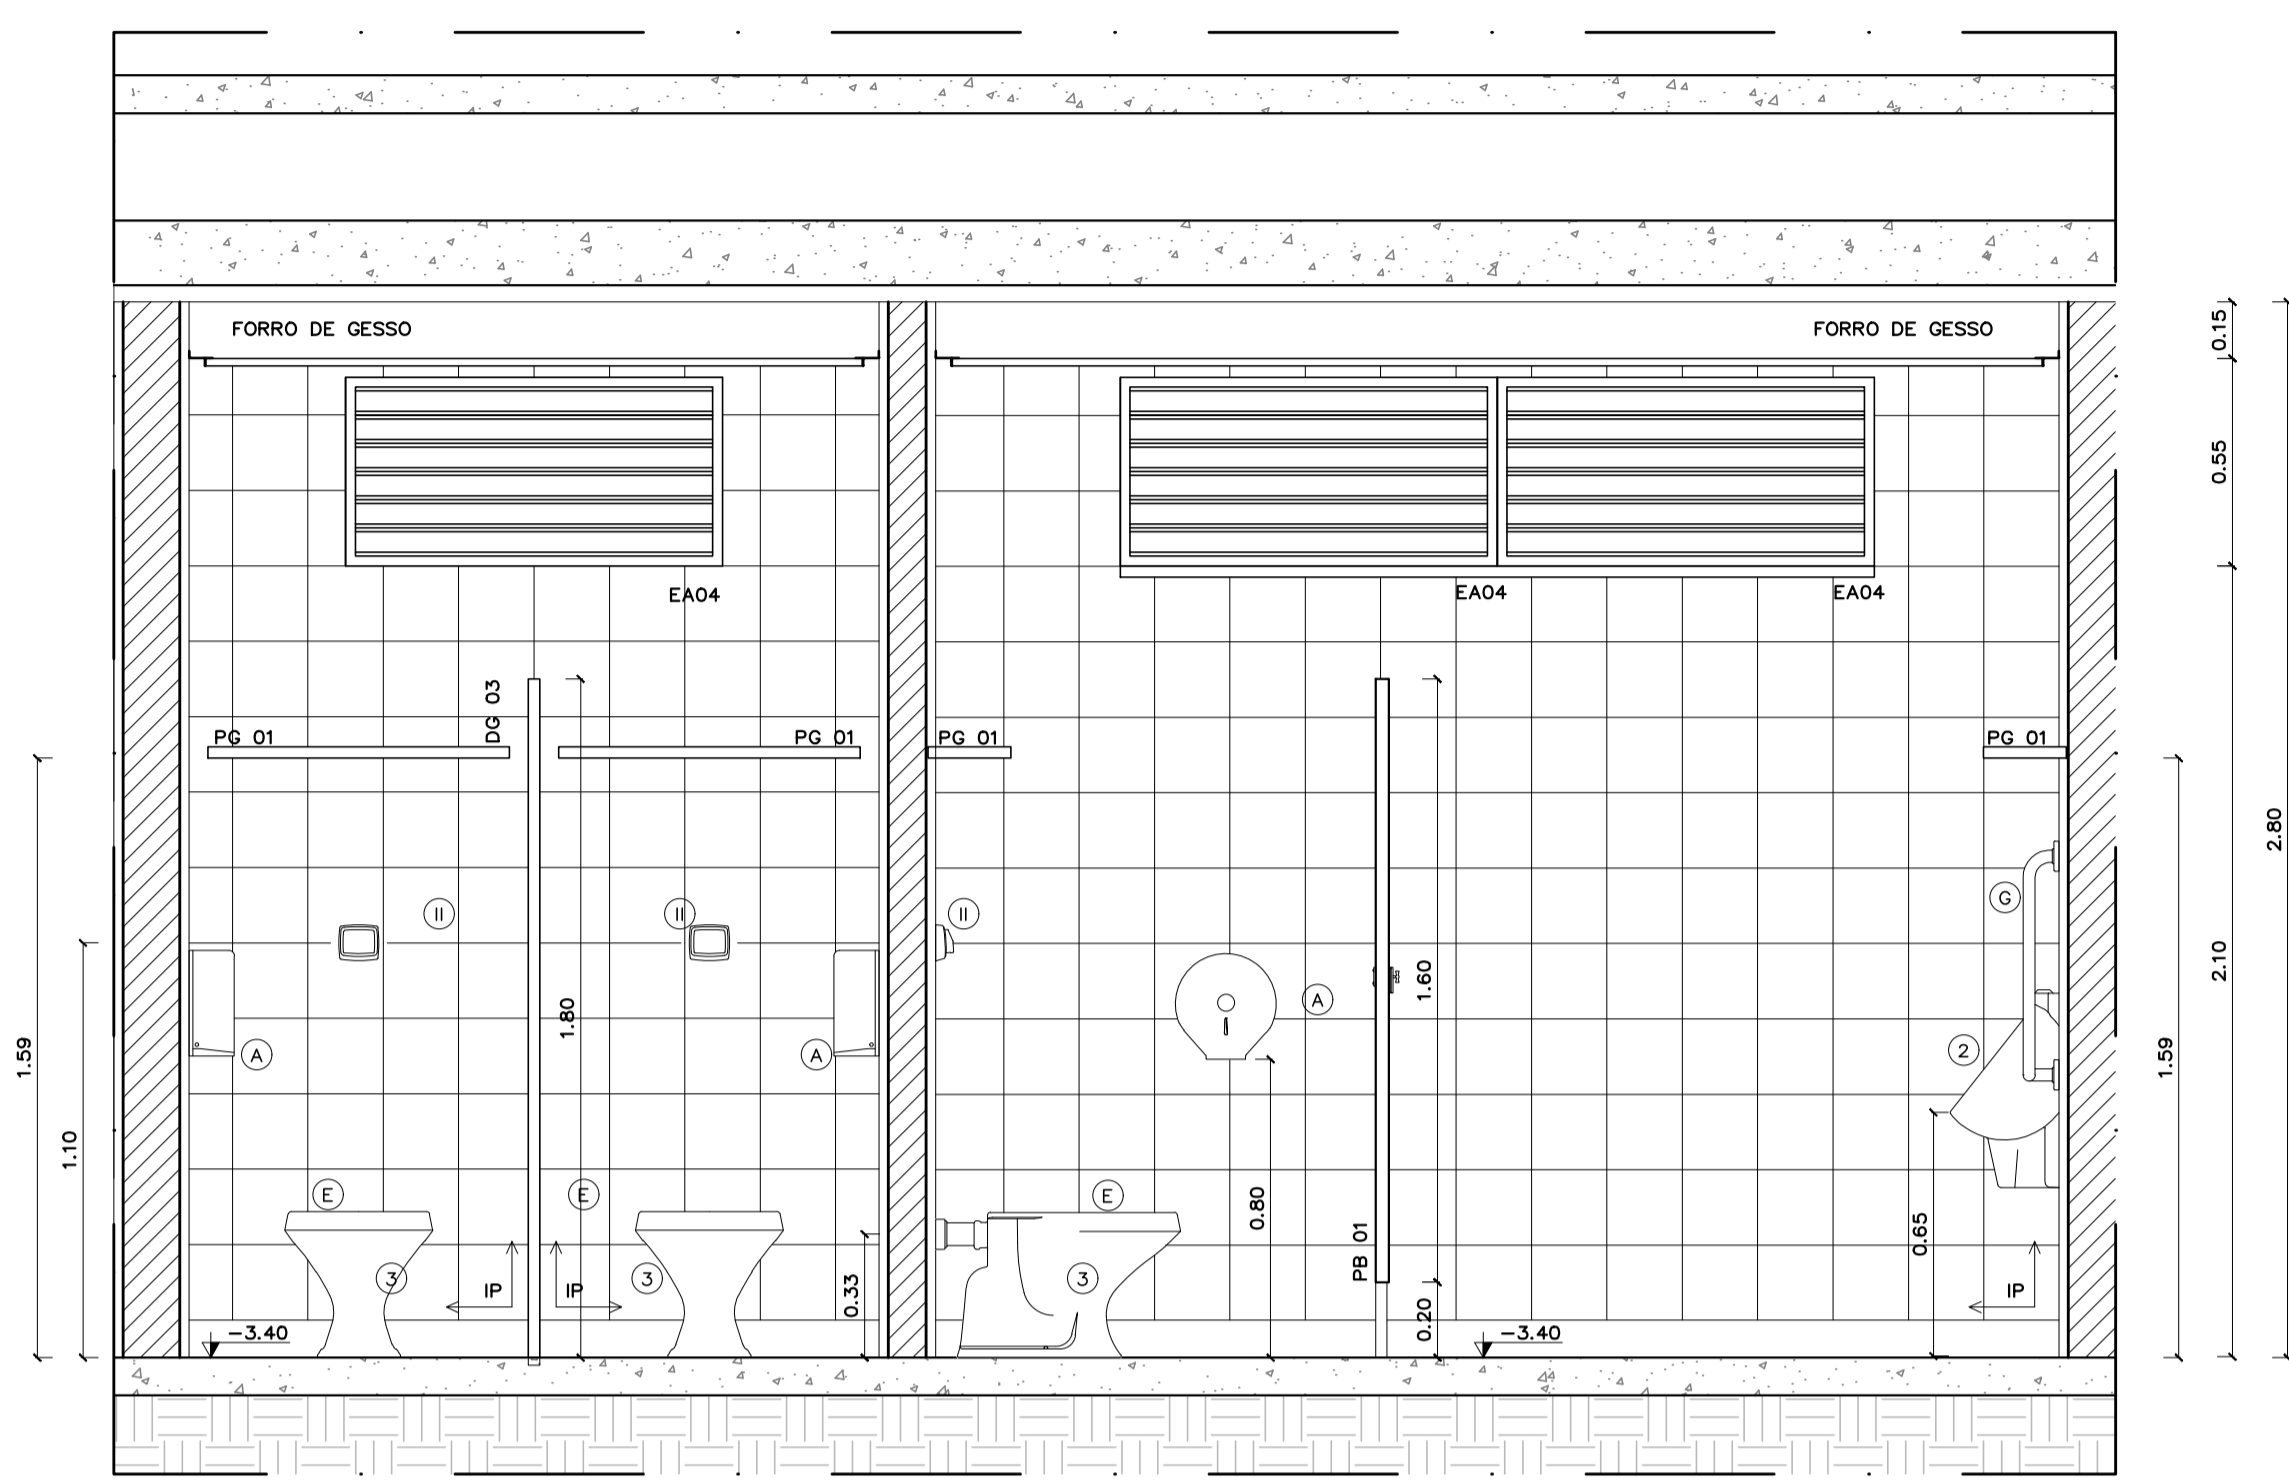 FORRO DE GESSO
FORRO DE GESSO
0.15
0.55
EA04
EA04
EA04
DG 03
PG 01
PG 01
PG 01
PG 01
2.80
II
II
II
G
1.60
2.10
1.80
A
A
A
2
1.59
1.59
1.10
E
E
E
0.80
0.65
PB 01
3
3
3
IP
IP
IP
0.33
0.20
-3.40
-3.40